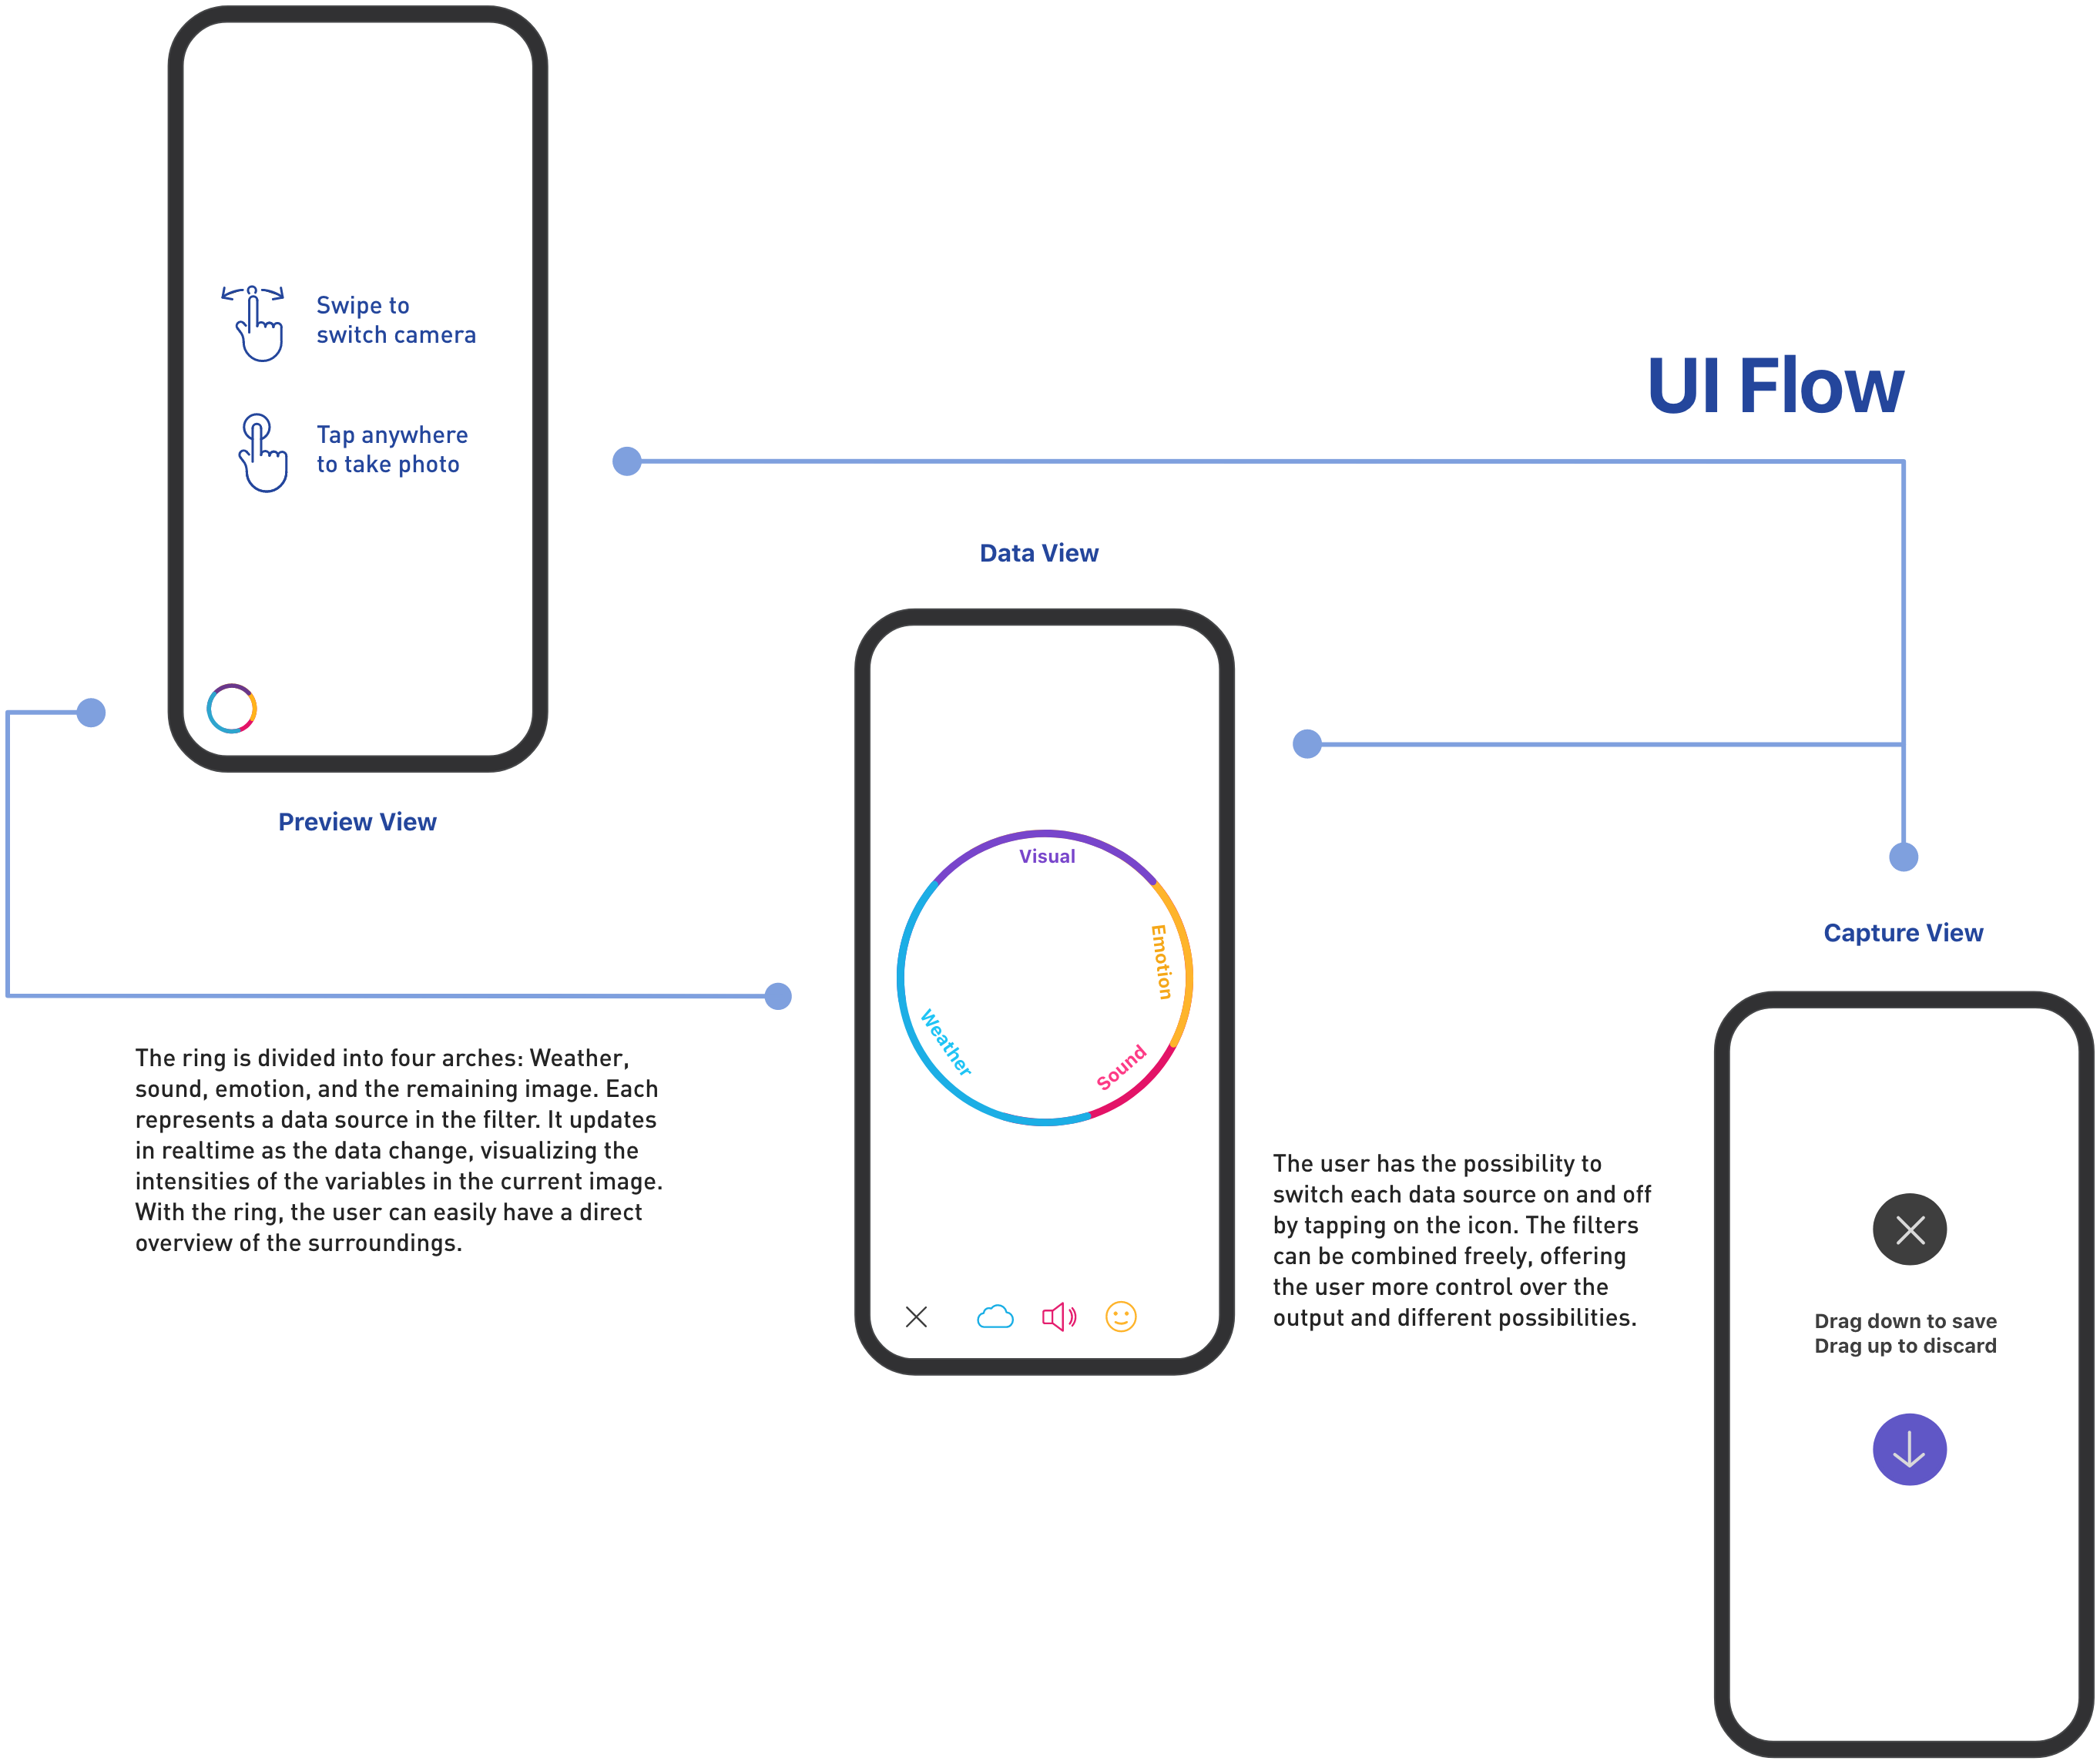 Swipe to
switch camera
Tap anywhere
to take photo
Preview View
UI Flow
Data View
Visual
Emotion
Sound
Weather
Capture View
The ring is divided into four arches: Weather,
sound, emotion, and the remaining image. Each
represents a data source in the filter. It updates
in realtime as the data change, visualizing the
intensities of the variables in the current image.
With the ring, the user can easily have a direct
overview of the surroundings.
The user has the possibility to
switch each data source on and off
by tapping on the icon. The filters
can be combined freely, offering
the user more control over the
output and different possibilities.
Drag down to save
Drag up to discard